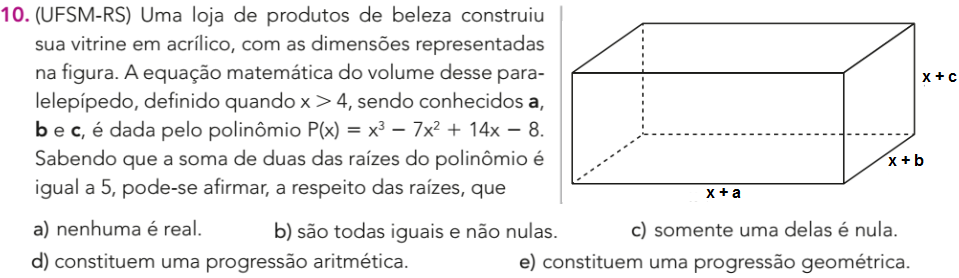 10. (UFSM-RS) Uma loja de produtos de beleza construiu
sua vitrine em acrílico, com as dimensões representadas
na figura. A equação matemática do volume desse para-
lelepípedo, definido quando x > 4, sendo conhecidos a,
b e c, é dada pelo polinômio P(x) = x³ − 7x² + 14x − 8.
Sabendo que a soma de duas das raízes do polinômio é
igual a 5, pode-se afirmar, a respeito das raízes, que
x + c
x + b
x + a
a) nenhuma é real.
b) são todas iguais e não nulas.
c) somente uma delas é nula.
d) constituem uma progressão aritmética.
e) constituem uma progressão geométrica.